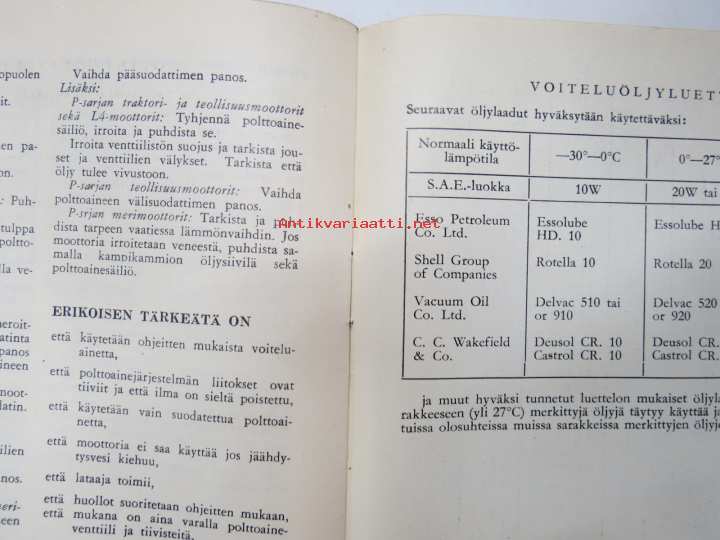 opuolen
it.
en pa-
oon.
: Puh-
tulppa
oltto-
lla ve-
neroit-
tatinta
panos
aineen
noot-
latin.
ilien
nos.
eri-
neen
Vaihda pääsuodattimen panos.
Lisäksi:
P-sarjan traktori- ja teollisuusmoottorit
sekä L4-moottorit: Tyhjennä polttoaine-
säiliö, irroita ja puhdista se.
Irroita venttiilistön suojus ja tarkista jou-
set ja venttiilien välykset. Tarkista että
öljy tulee vivustoon.
P-sarjan teollisuusmoottorit: Vaihda
polttoaineen välisuodattimen panos.
P-srjan merimoottorit: Tarkista ja puh-
dista tarpeen vaatiessa lämmönvaihdin. Jos
moottoria irroitetaan veneestä, puhdista sa-
malla kampikammion öljysiivilä sekä
polttoainesäiliö.
ERIKOISEN TÄRKEÄTÄ ON
että käytetään ohjeitten mukaista voitelu-
ainetta,
että polttoainejärjestelmän liitokset ovat
tiiviit ja että ilma on sieltä poistettu,
että käytetään vain suodatettua polttoai-
netta,
että moottoria ei saa käyttää jos jäähdy-
tysvesi kiehuu,
että lataaja toimii,
että huollot suoritetaan ohjeitten mukaan,
että mukana on aina varalla polttoaine-
venttiili ja tiivisteitä.
Antikvariaatti.net
VOITELUÖLJYLUETT
Seuraavat öljylaadut hyväksytään käytettäväksi:
Normaali käyttö-
lämpötila
—30°—0°C
0°—27°
S.A.E.-luokka
10W
20W tai
Esso Petroleum
Co. Ltd.
Essolube
HD. 10
Essolube H
Shell Group
of Companies
Rotella 10
Rotella 20
Vacuum Oil
Co. Ltd.
Delvac 510 tai
or 910
Delvac 520
or 920
C. C. Wakefield
& Co.
Deusol CR. 10
Castrol CR. 10
Deusol CR.
Castrol CR.
ja muut hyväksi tunnetut luettelon mukaiset öljyla
rakkeeseen (yli 27°C) merkittyjä öljyjä täytyy käyttää ja
tuissa olosuhteissa muissa sarakkeissa merkittyjen öljyje